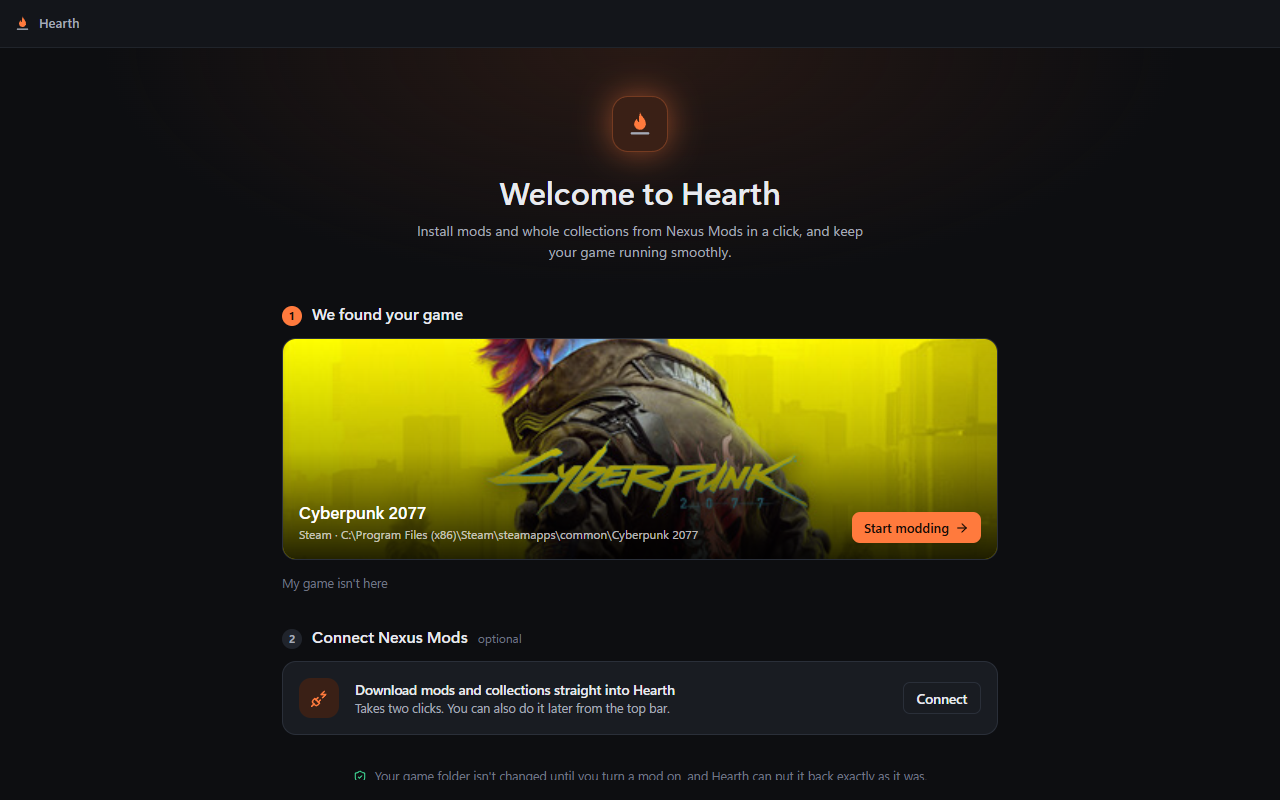 Hearth
Welcome to Hearth
Install mods and whole collections from Nexus Mods in a click, and keep
your game running smoothly.
1 We found your game
CYBERPUNK
2077
Cyberpunk 2077
Steam · C:\Program Files (x86)\Steam\steamapps\common\Cyberpunk 2077
Start modding →
My game isn't here
2 Connect Nexus Mods optional
Download mods and collections straight into Hearth
Takes two clicks. You can also do it later from the top bar.
Connect
Your game folder isn't changed until you turn a mod on, and Hearth can put it back exactly as it was.